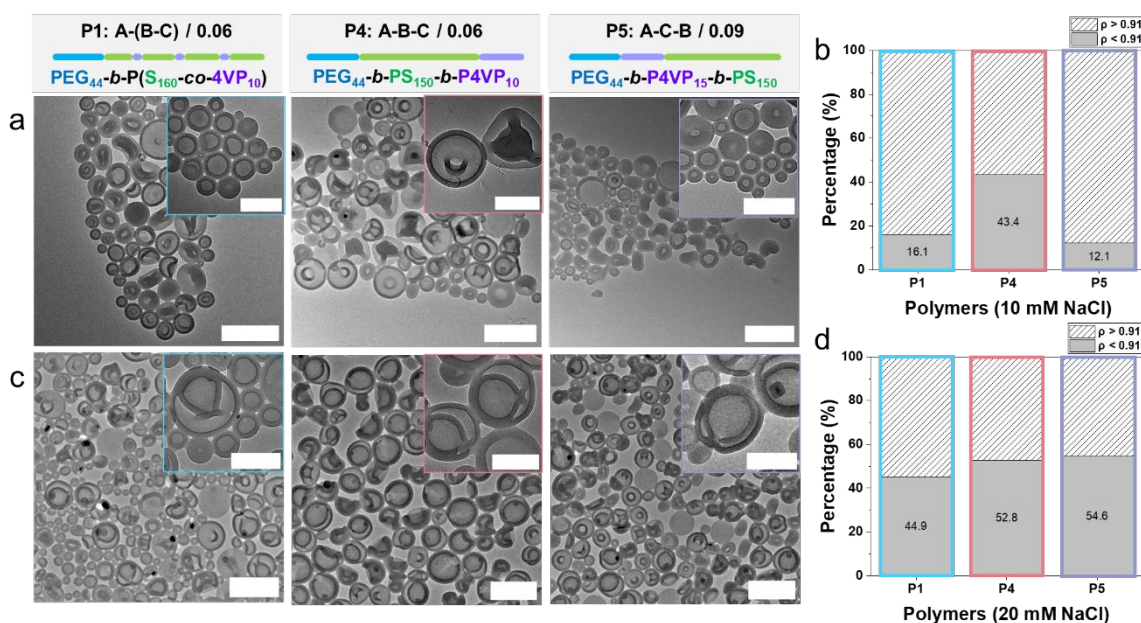 P1: A-(B-C) / 0.06
PEG₄₄-b-P(S₁₆₀-co-4VP₁₀)
P4: A-B-C / 0.06
PEG₄₄-b-PS₁₅₀-b-P4VP₁₀
P5: A-C-B / 0.09
PEG₄₄-b-P4VP₁₅-b-PS₁₅₀
a
c
b
ρ > 0.91
ρ < 0.91
Percentage (%)
100
80
60
40
20
0
16.1
43.4
12.1
P1
P4
P5
Polymers (10 mM NaCl)
d
ρ > 0.91
ρ < 0.91
Percentage (%)
100
80
60
40
20
0
44.9
52.8
54.6
P1
P4
P5
Polymers (20 mM NaCl)